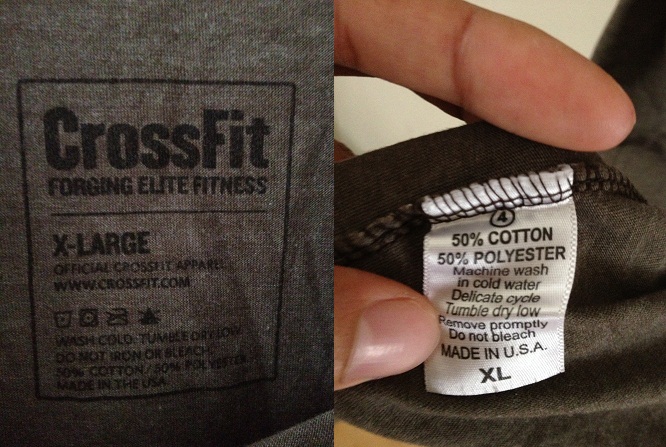 CrossFit
FORGING ELITE FITNESS
X-LARGE
OFFICIAL CROSSFIT APPAREL
WWW.CROSSFIT.COM
WASH COLD. TUMBLE DRY LOW.
DO NOT IRON OR BLEACH.
50% COTTON / 50% POLYESTER
MADE IN THE USA
4
50% COTTON
50% POLYESTER
Machine wash
in cold water
Delicate cycle
Tumble dry low
Remove promptly
Do not bleach
MADE IN U.S.A.
XL